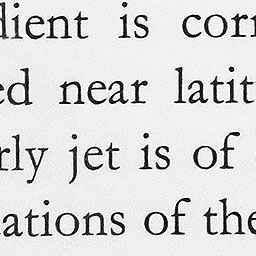 dient is corr
ed near latit
rly jet is of
ations of the